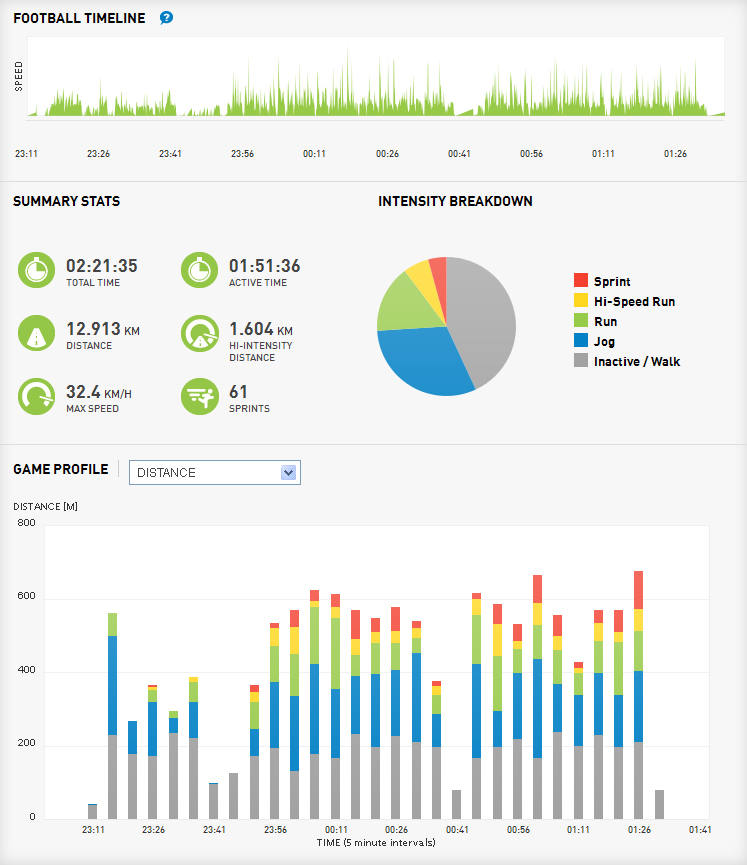 FOOTBALL TIMELINE ?
SPEED
23:11 23:26 23:41 23:56 00:11 00:26 00:41 00:56 01:11 01:26
SUMMARY STATS
02:21:35
TOTAL TIME
01:51:36
ACTIVE TIME
12.913 KM
DISTANCE
1.604 KM
HI-INTENSITY
DISTANCE
32.4 KM/H
MAX SPEED
61
SPRINTS
INTENSITY BREAKDOWN
Sprint
Hi-Speed Run
Run
Jog
Inactive / Walk
GAME PROFILE
DISTANCE
DISTANCE [M]
800
600
400
200
0
23:11 23:26 23:41 23:56 00:11 00:26 00:41 00:56 01:11 01:26 01:41
TIME (5 minute intervals)